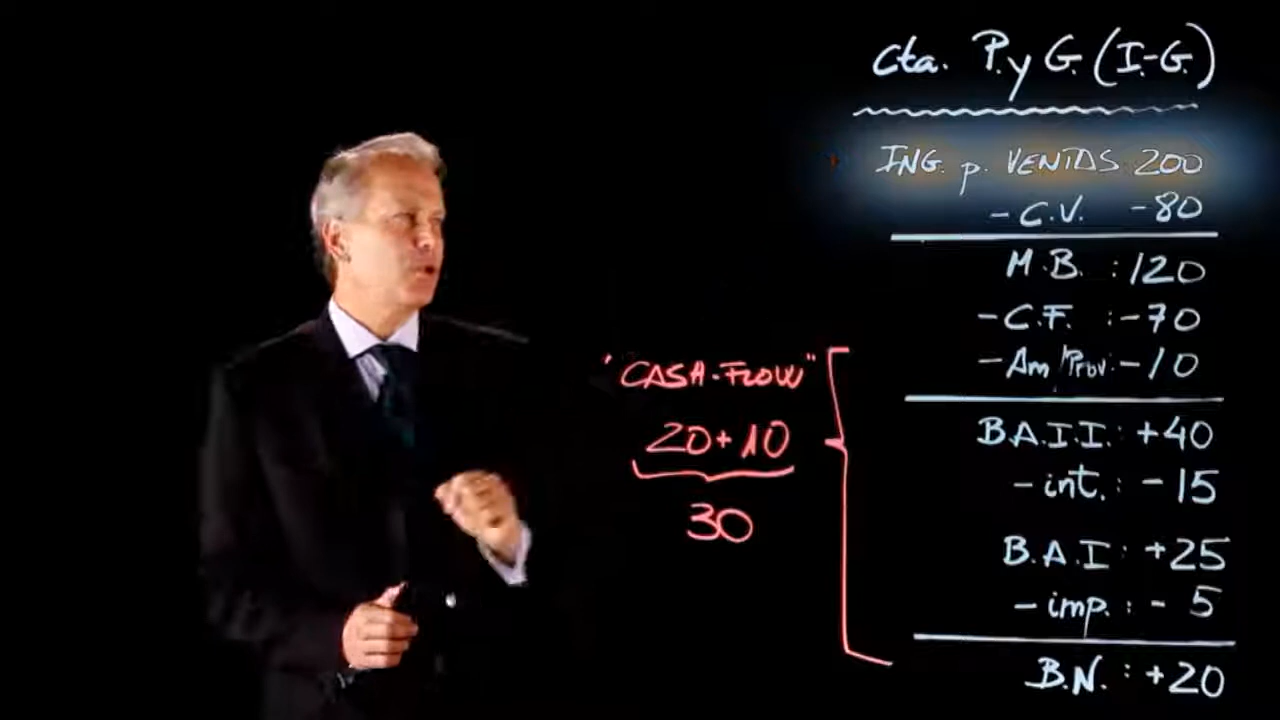 Cta. P. y G. (I.-G.)
ING. p. VENTAS: 200
- C.V. -80
M.B. : 120
- C.F. : -70
- Am/Prov: -10
B.A.I.I.: +40
- int.: -15
B.A.I: +25
- imp.: - 5
B.N. : +20
"CASH-FLOW"
20+10
30